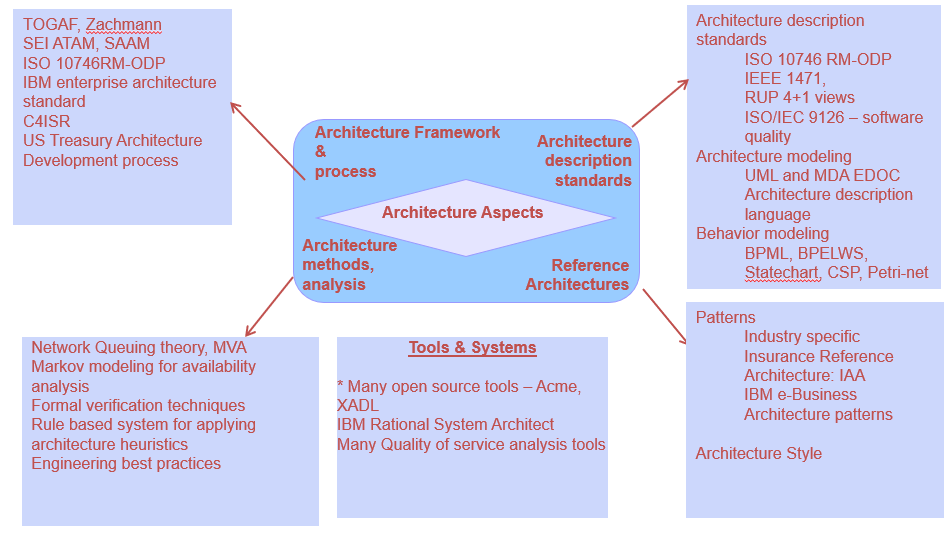 TOGAF, Zachmann
SEI ATAM, SAAM
ISO 10746RM-ODP
IBM enterprise architecture
standard
C4ISR
US Treasury Architecture
Development process
Architecture description
standards
ISO 10746 RM-ODP
IEEE 1471,
RUP 4+1 views
ISO/IEC 9126 – software
quality
Architecture modeling
UML and MDA EDOC
Architecture description
language
Behavior modeling
BPML, BPELWS,
Statechart, CSP, Petri-net
Architecture Framework
&
process
Architecture
description
standards
Architecture Aspects
Architecture
methods,
analysis
Reference
Architectures
Network Queuing theory, MVA
Markov modeling for availability
analysis
Formal verification techniques
Rule based system for applying
architecture heuristics
Engineering best practices
Tools & Systems
* Many open source tools – Acme,
XADL
IBM Rational System Architect
Many Quality of service analysis tools
Patterns
Industry specific
Insurance Reference
Architecture: IAA
IBM e-Business
Architecture patterns
Architecture Style